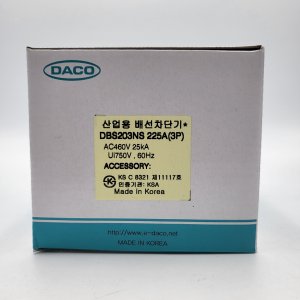 DACO
산업용 배선차단기*
DBS203NS 225A(3P)
AC460V 25kA
Ui750V , 60Hz
ACCESSORY:
KS C 8321 제11117호
인증기관: KSA
Made in Korea
http://www.e-daco.net
MADE IN KOREA